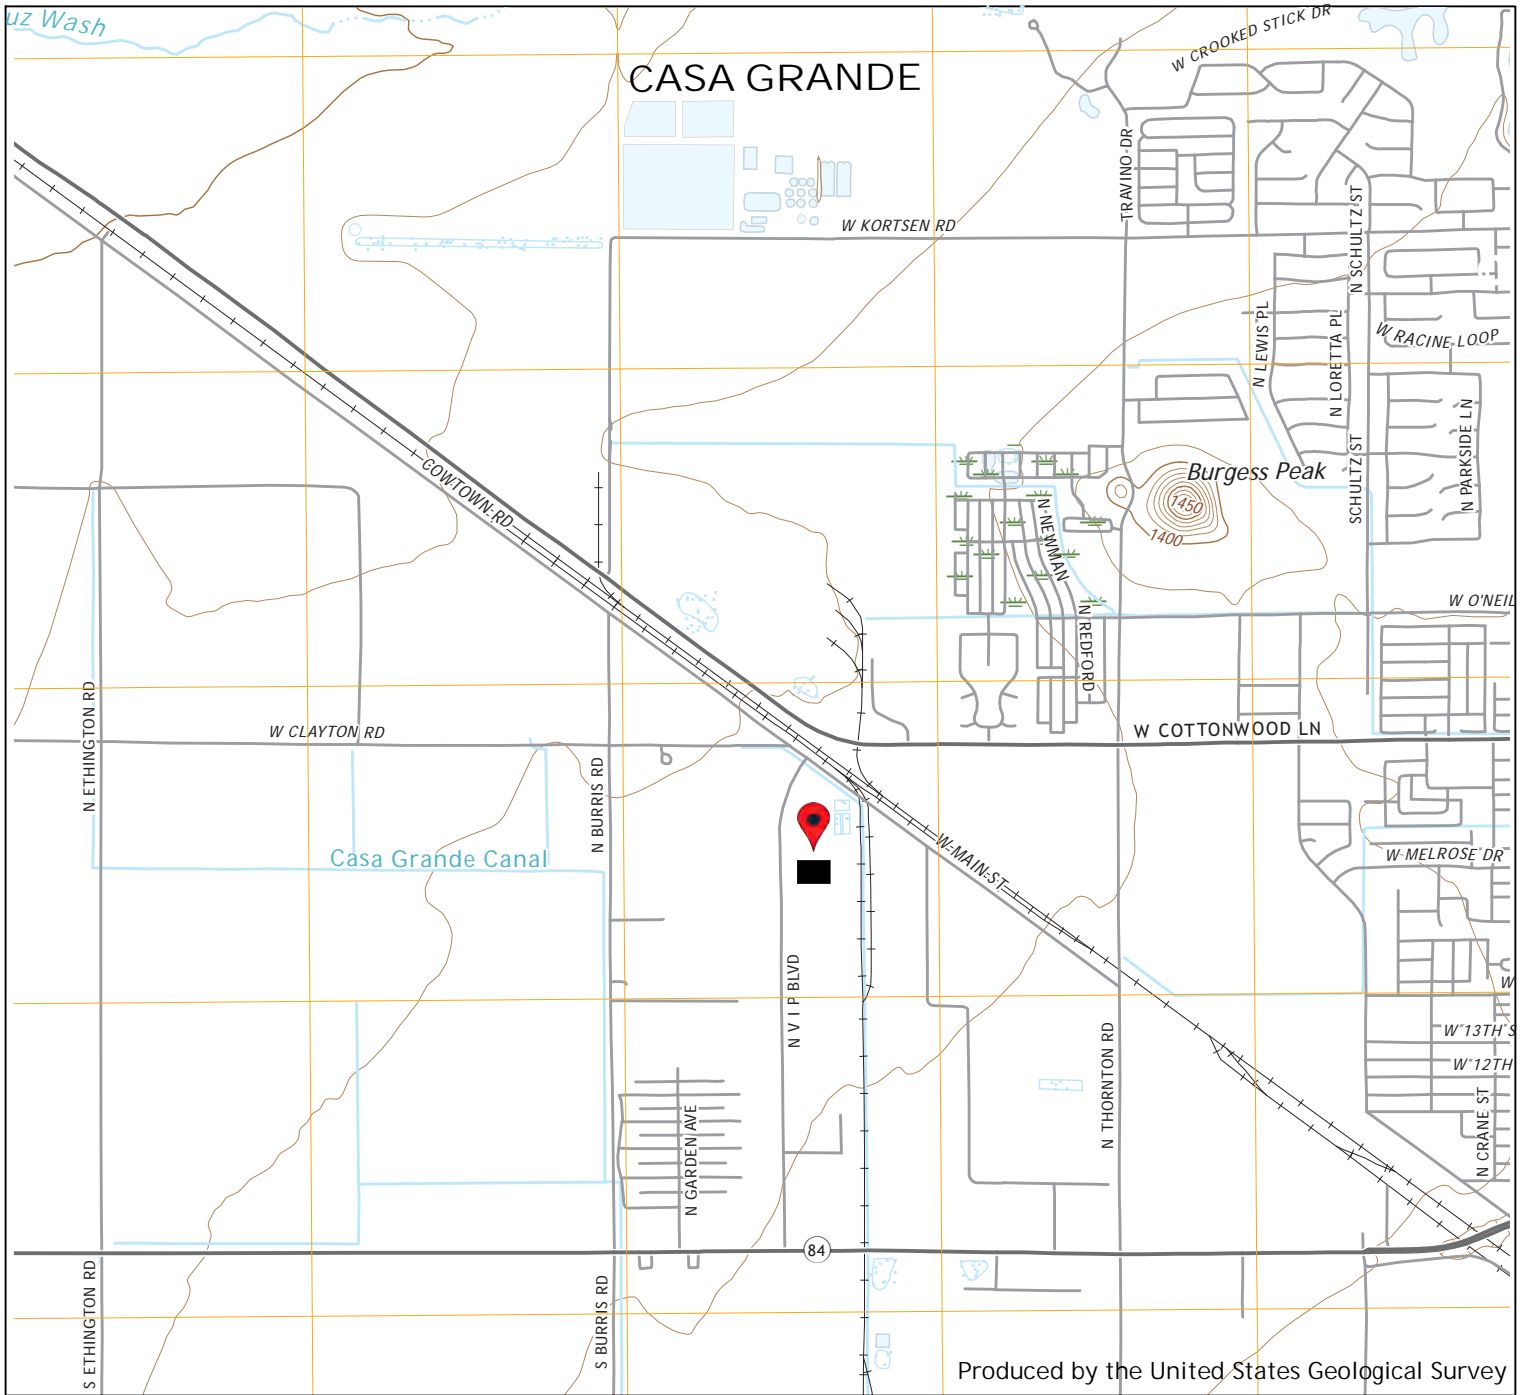 uz Wash
W CROOKED STICK DR
CASA GRANDE
TRAVINO DR
W KORTSEN RD
N SCHULTZ ST
N LEWIS PL
N LORETTA PL
W RACINE LOOP
N PARKSIDE LN
SCHULTZ ST
Burgess Peak
1450
1400
COWTOWN RD
N NEWMAN
N REDFORD
W O'NEIL
N ETHINGTON RD
W CLAYTON RD
W COTTONWOOD LN
N BURRIS RD
Casa Grande Canal
W MAIN ST
W MELROSE DR
N V I P BLVD
W
W 13TH S
W 12TH
N THORNTON RD
N GARDEN AVE
N CRANE ST
84
S ETHINGTON RD
S BURRIS RD
Produced by the United States Geological Survey